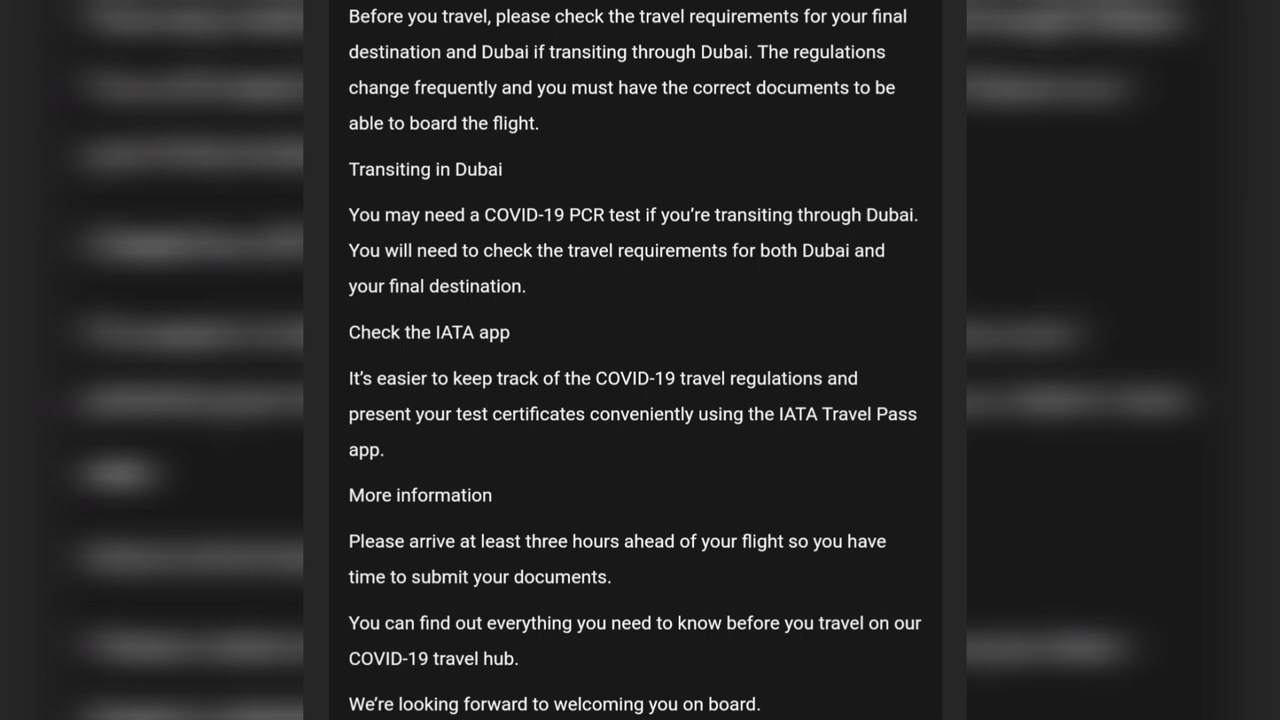 Before you travel, please check the travel requirements for your final
destination and Dubai if transiting through Dubai. The regulations
change frequently and you must have the correct documents to be
able to board the flight.
Transiting in Dubai
You may need a COVID-19 PCR test if you’re transiting through Dubai.
You will need to check the travel requirements for both Dubai and
your final destination.
Check the IATA app
It’s easier to keep track of the COVID-19 travel regulations and
present your test certificates conveniently using the IATA Travel Pass
app.
More information
Please arrive at least three hours ahead of your flight so you have
time to submit your documents.
You can find out everything you need to know before you travel on our
COVID-19 travel hub.
We’re looking forward to welcoming you on board.